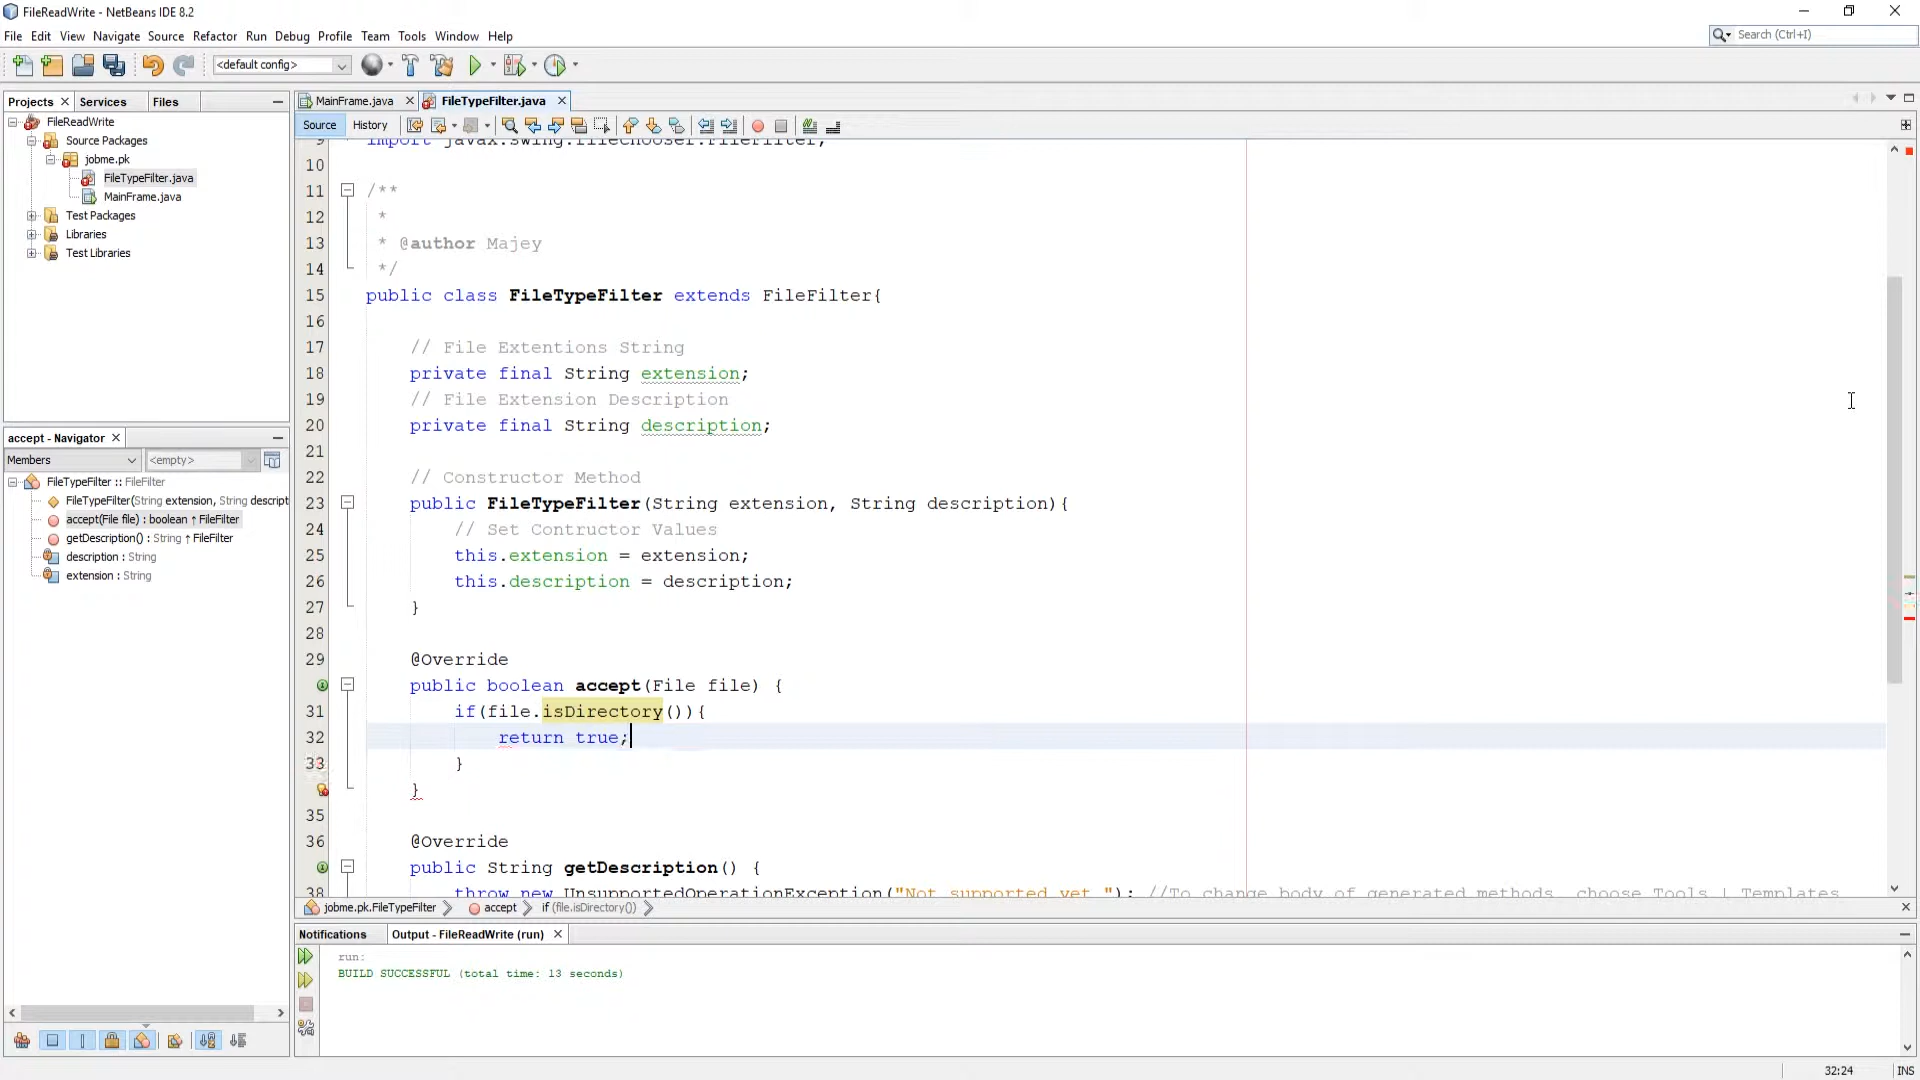 FileReadWrite - NetBeans IDE 8.2
File Edit View Navigate Source Refactor Run Debug Profile Team Tools Window Help
Search (Ctrl+I)
<default config>
Projects Services Files
FileReadWrite
Source Packages
jobme.pk
FileTypeFilter.java
MainFrame.java
Test Packages
Libraries
Test Libraries
accept - Navigator
Members <empty>
FileTypeFilter :: FileFilter
FileTypeFilter(String extension, String descript
accept(File file) : boolean ↑ FileFilter
getDescription() : String ↑ FileFilter
description : String
extension : String
MainFrame.java FileTypeFilter.java
Source History
9 import javax.swing.filechooser.FileFilter;
10
11 /**
12 *
13 * @author Majey
14 */
15 public class FileTypeFilter extends FileFilter{
16
17 // File Extentions String
18 private final String extension;
19 // File Extension Description
20 private final String description;
21
22 // Constructor Method
23 public FileTypeFilter(String extension, String description){
24 // Set Contructor Values
25 this.extension = extension;
26 this.description = description;
27 }
28
29 @Override
public boolean accept(File file) {
31 if(file.isDirectory()){
32 return true;
33 }
}
35
36 @Override
public String getDescription() {
38 throw new UnsupportedOperationException("Not supported yet."); //To change body of generated methods, choose Tools | Templates
jobme.pk.FileTypeFilter accept if (file.isDirectory())
Notifications Output - FileReadWrite (run)
run:
BUILD SUCCESSFUL (total time: 13 seconds)
32:24 INS